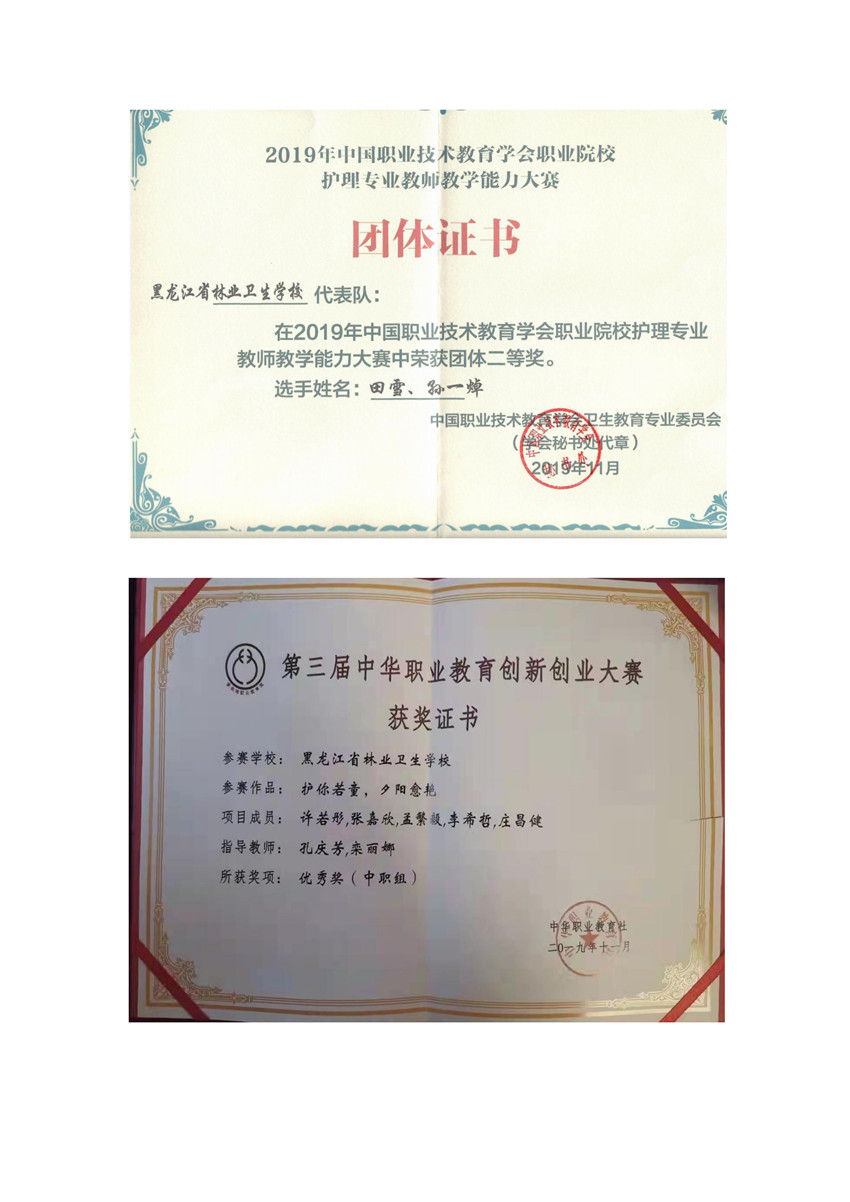 2019年中国职业技术教育学会职业院校
护理专业教师教学能力大赛
团体证书
黑龙江省林业卫生学校 代表队：
在2019年中国职业技术教育学会职业院校护理专业
教师教学能力大赛中荣获团体二等奖。
选手姓名：田雪、孙一焯
中国职业技术教育学会卫生教育专业委员会
（学会秘书处代章）
2019年11月
第三届中华职业教育创新创业大赛
获奖证书
参赛学校： 黑龙江省林业卫生学校
参赛作品： 护你若童，夕阳愈艳
项目成员： 许若彤,张嘉欣,孟繁毅,李希哲,庄昌健
指导教师： 孔庆芳,栾丽娜
所获奖项： 优秀奖（中职组）
中华职业教育社
二〇一九年十一月